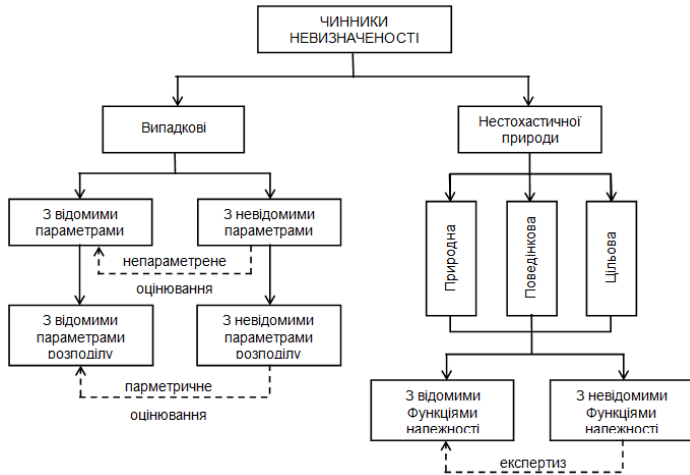 ЧИННИКИ
НЕВИЗНАЧЕНОСТІ
Випадкові
Нестохастичної
природи
З відомими
параметрами
З невідомими
параметрами
непараметрене
оцінювання
Природна
Поведінкова
Цільова
З відомими
параметрами
розподілу
З невідомими
параметрами
розподілу
парметричне
оцінювання
З відомими
Функціями
належності
З невідомими
Функціями
належності
експертиз